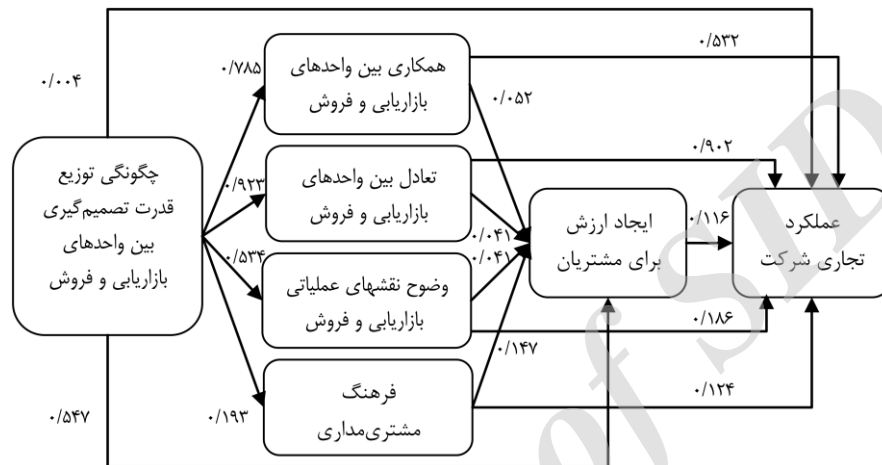 ۰/۰۰۴
چگونگی توزیع
قدرت تصمیم‌گیری
بین واحدهای
بازاریابی و فروش
۰/۵۴۷
۰/۷۸۵
۰/۹۲۳
۰/۵۳۴
۰/۱۹۳
همکاری بین واحدهای
بازاریابی و فروش
تعادل بین واحدهای
بازاریابی و فروش
وضوح نقشهای عملیاتی
بازاریابی و فروش
فرهنگ
مشتری‌مداری
۰/۵۳۲
۰/۰۵۲
۰/۹۰۲
۰/۰۴۱
۰/۰۴۱
۰/۱۸۶
۰/۱۴۷
۰/۱۲۴
ایجاد ارزش
برای مشتریان
۰/۱۱۶
عملکرد
تجاری شرکت
of SID